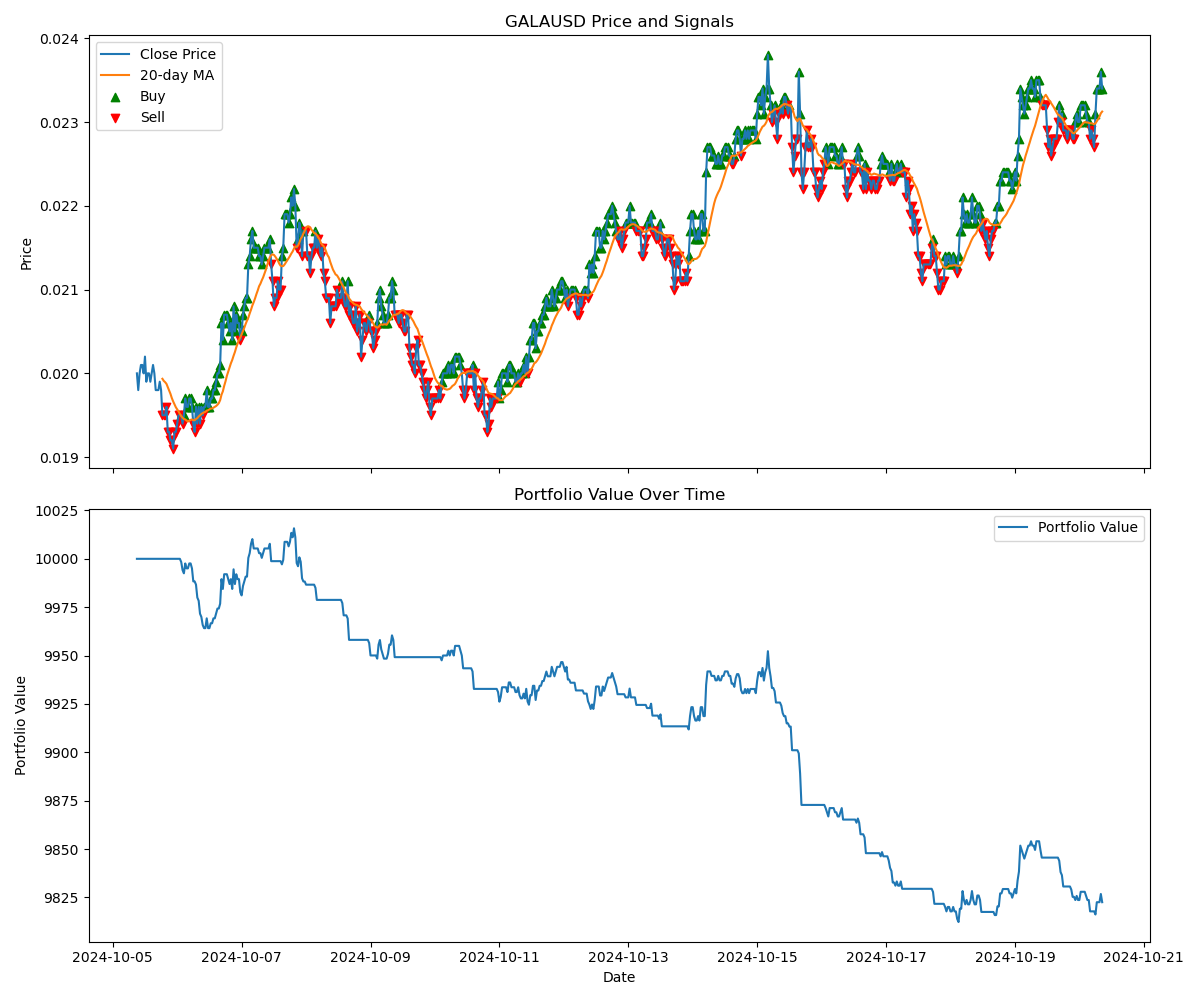 GALAUSD Price and Signals
0.024
0.023
0.022
0.021
0.020
0.019
Price
Close Price
20-day MA
Buy
Sell
Portfolio Value Over Time
10025
10000
9975
9950
9925
9900
9875
9850
9825
Portfolio Value
Portfolio Value
2024-10-05
2024-10-07
2024-10-09
2024-10-11
2024-10-13
2024-10-15
2024-10-17
2024-10-19
2024-10-21
Date